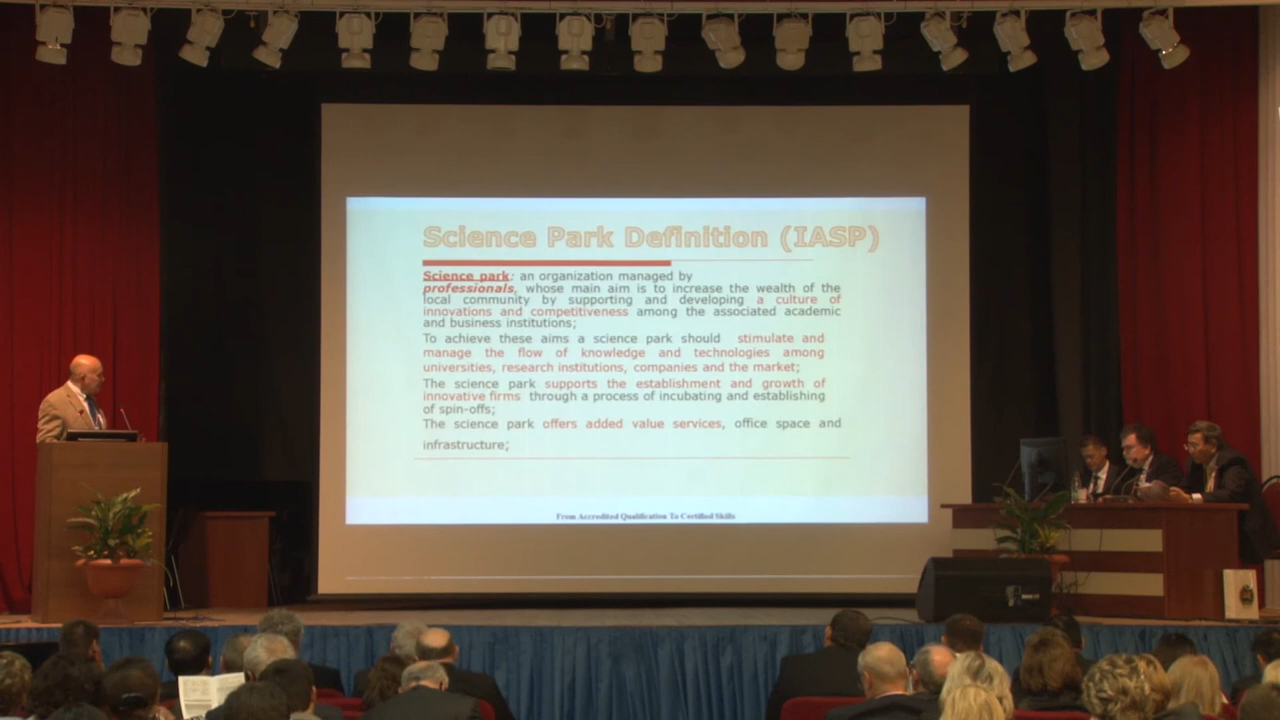 Science Park Definition (IASP)
Science park: an organization managed by
professionals, whose main aim is to increase the wealth of the
local community by supporting and developing a culture of
innovations and competitiveness among the associated academic
and business institutions;
To achieve these aims a science park should stimulate and
manage the flow of knowledge and technologies among
universities, research institutions, companies and the market;
The science park supports the establishment and growth of
innovative firms through a process of incubating and establishing
of spin-offs;
The science park offers added value services, office space and
infrastructure;
From Accredited Qualification To Certified Skills